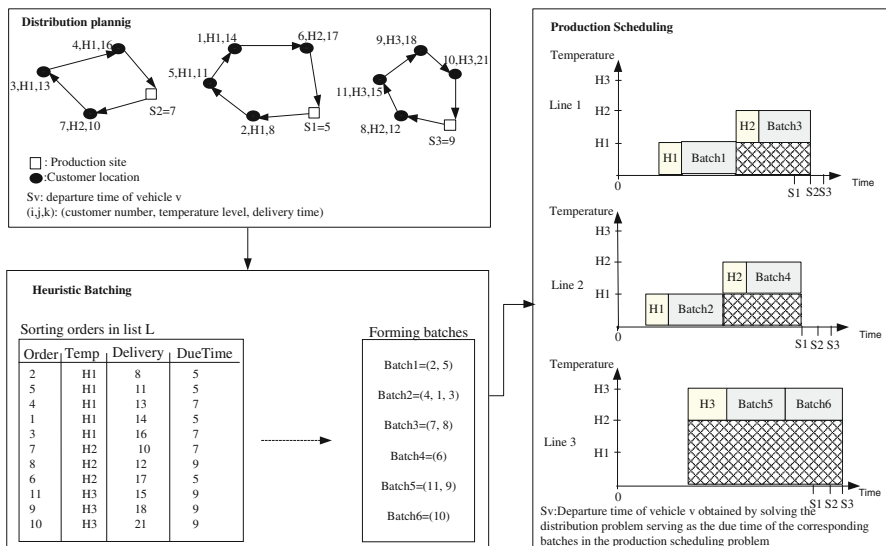 Distribution plannig
4,H1,16
3,H1,13
7,H2,10
S2=7
1,H1,14
6,H2,17
5,H1,11
2,H1,8
S1=5
9,H3,18
10,H3,21
11,H3,15
8,H2,12
S3=9
: Production site
:Customer location
Sv: departure time of vehicle v
(i,j,k): (customer number, temperature level, delivery time)
Heuristic Batching
Sorting orders in list L
Order Temp Delivery DueTime
2 H1 8 5
5 H1 11 5
4 H1 13 7
1 H1 14 5
3 H1 16 7
7 H2 10 7
8 H2 12 9
6 H2 17 5
11 H3 15 9
9 H3 18 9
10 H3 21 9
Forming batches
Batch1=(2, 5)
Batch2=(4, 1, 3)
Batch3=(7, 8)
Batch4=(6)
Batch5=(11, 9)
Batch6=(10)
Production Scheduling
Temperature
Line 1
H3
H2
H1
0
H1 Batch1
H2 Batch3
S1 S2 S3
Time
Temperature
Line 2
H3
H2
H1
0
H1 Batch2
H2 Batch4
S1 S2 S3
Time
Temperature
Line 3
H3
H2
H1
0
H3 Batch5 Batch6
S1 S2 S3
Time
Sv:Departure time of vehicle v obtained by solving the
distribution problem serving as the due time of the corresponding
batches in the production scheduling problem